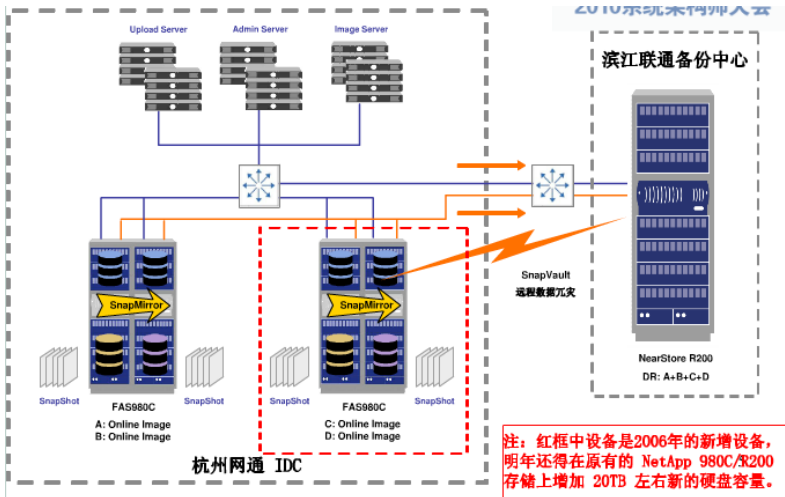 2010系统架构师大会
Upload Server
Admin Server
Image Server
滨江联通备份中心
SnapMirror
SnapMirror
SnapVault
远程数据冗灾
NearStore R200
DR: A+B+C+D
SnapShot
SnapShot
SnapShot
SnapShot
FAS980C
A: Online Image
B: Online Image
FAS980C
C: Online Image
D: Online Image
杭州网通 IDC
注：红框中设备是2006年的新增设备，
明年还得在原有的 NetApp 980C/R200
存储上增加 20TB 左右新的硬盘容量。